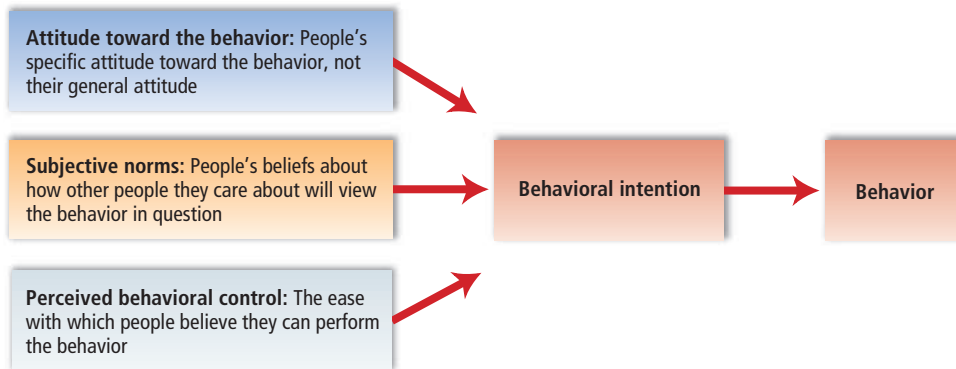 Attitude toward the behavior: People's
specific attitude toward the behavior, not
their general attitude
Subjective norms: People's beliefs about
how other people they care about will view
the behavior in question
Perceived behavioral control: The ease
with which people believe they can perform
the behavior
Behavioral intention
Behavior